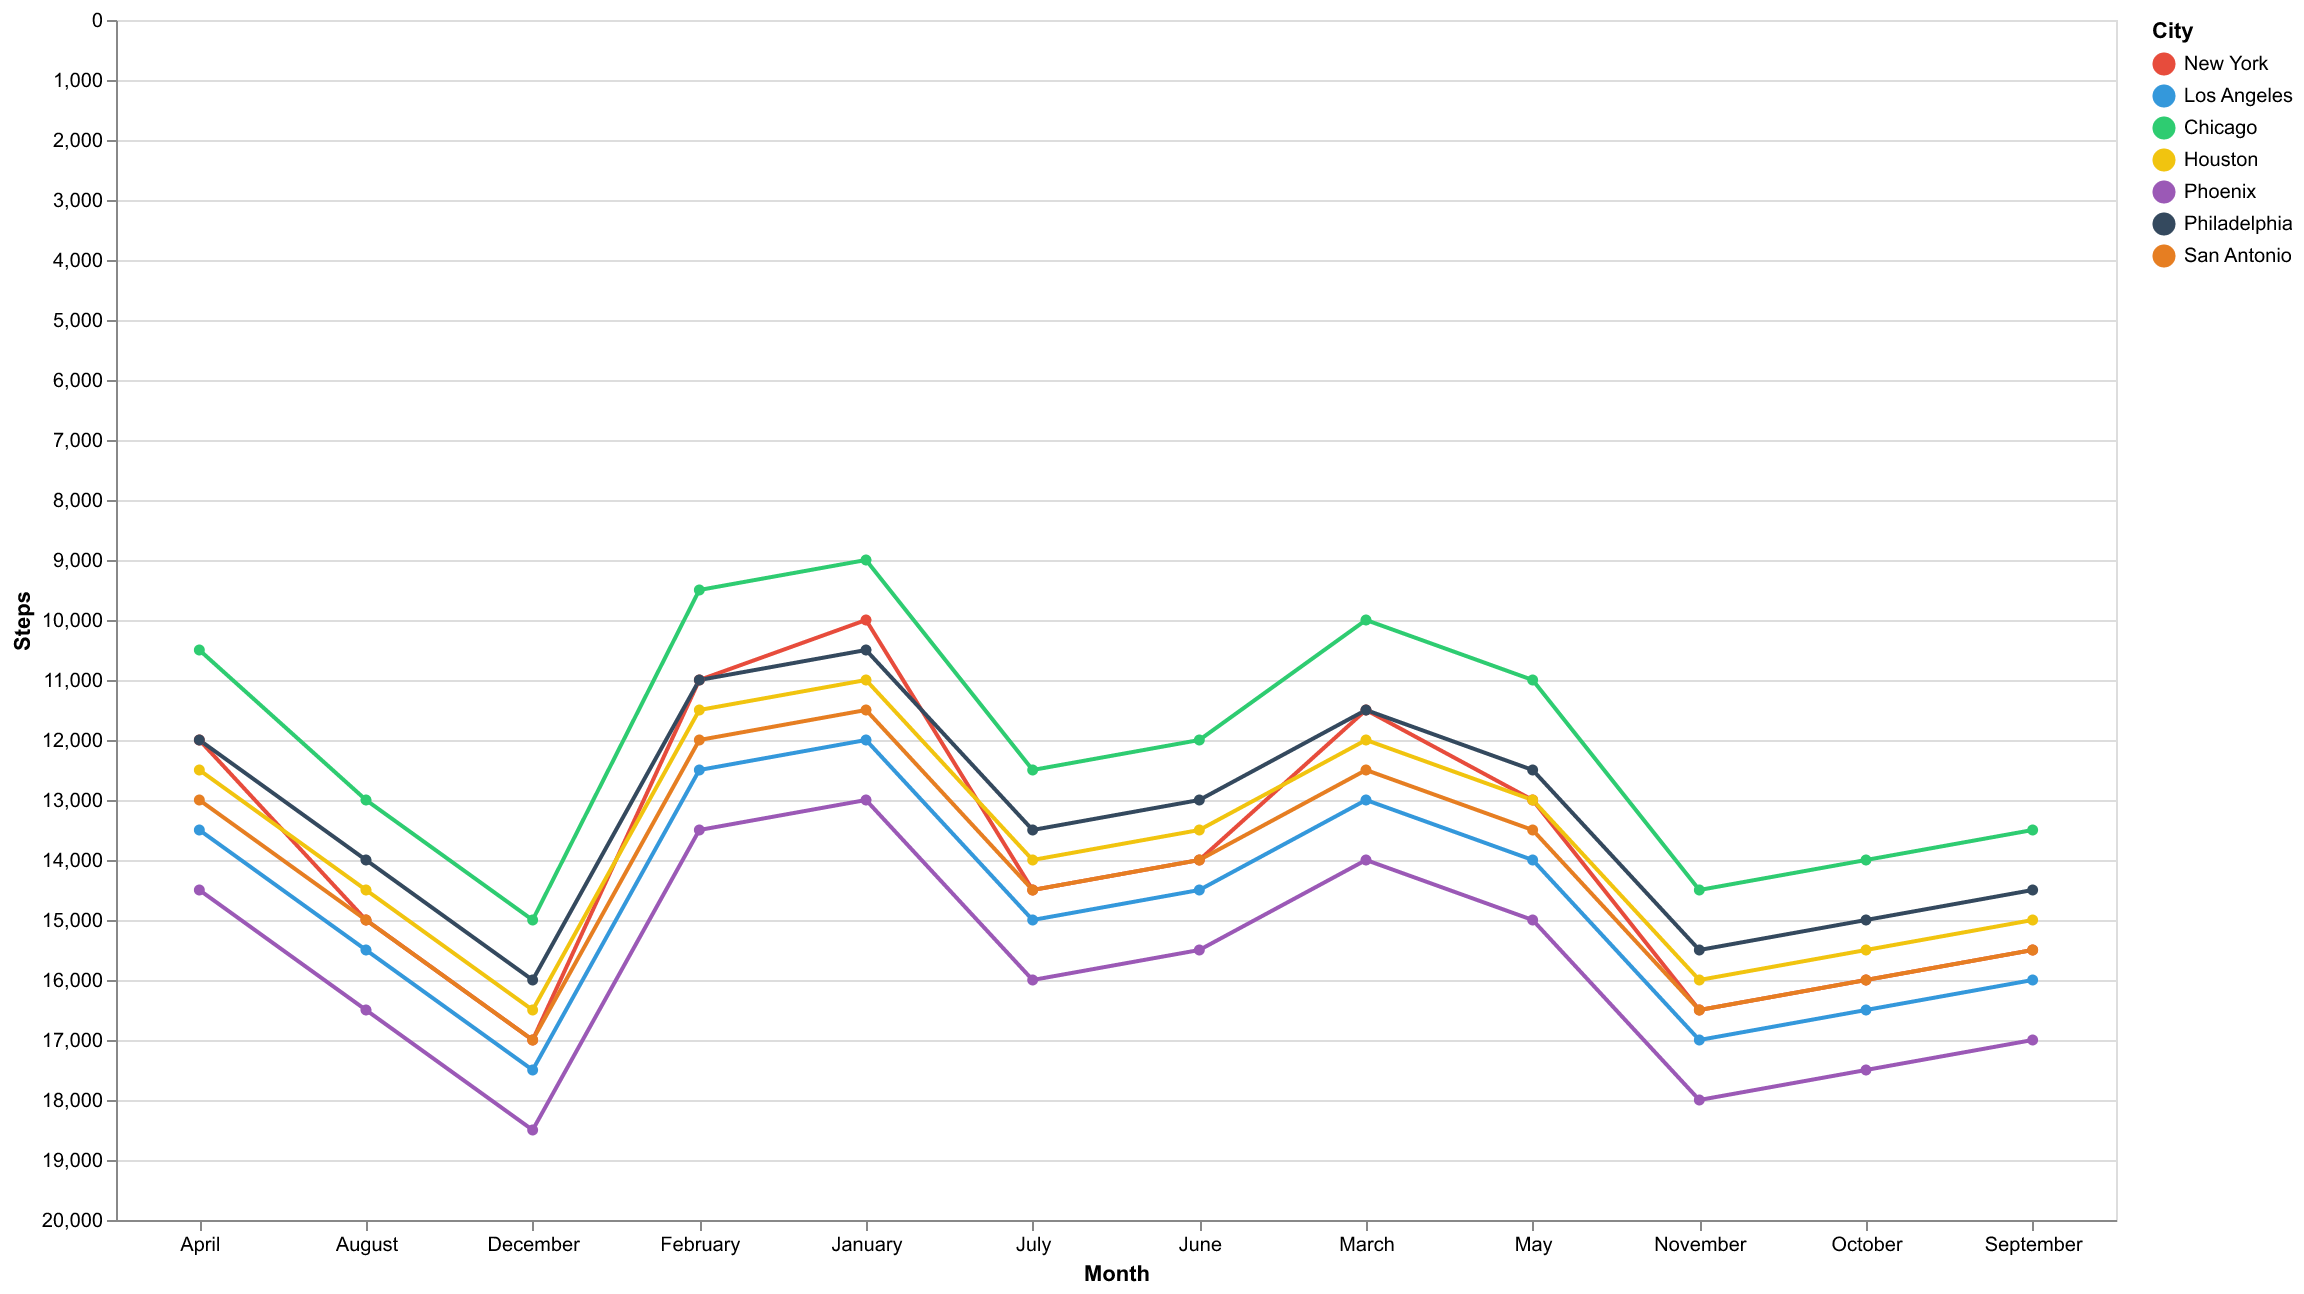 0
1,000
2,000
3,000
4,000
5,000
6,000
7,000
8,000
9,000
10,000
11,000
12,000
13,000
14,000
15,000
16,000
17,000
18,000
19,000
20,000
Steps
April August December February January July June March May November October September
Month
City
New York
Los Angeles
Chicago
Houston
Phoenix
Philadelphia
San Antonio